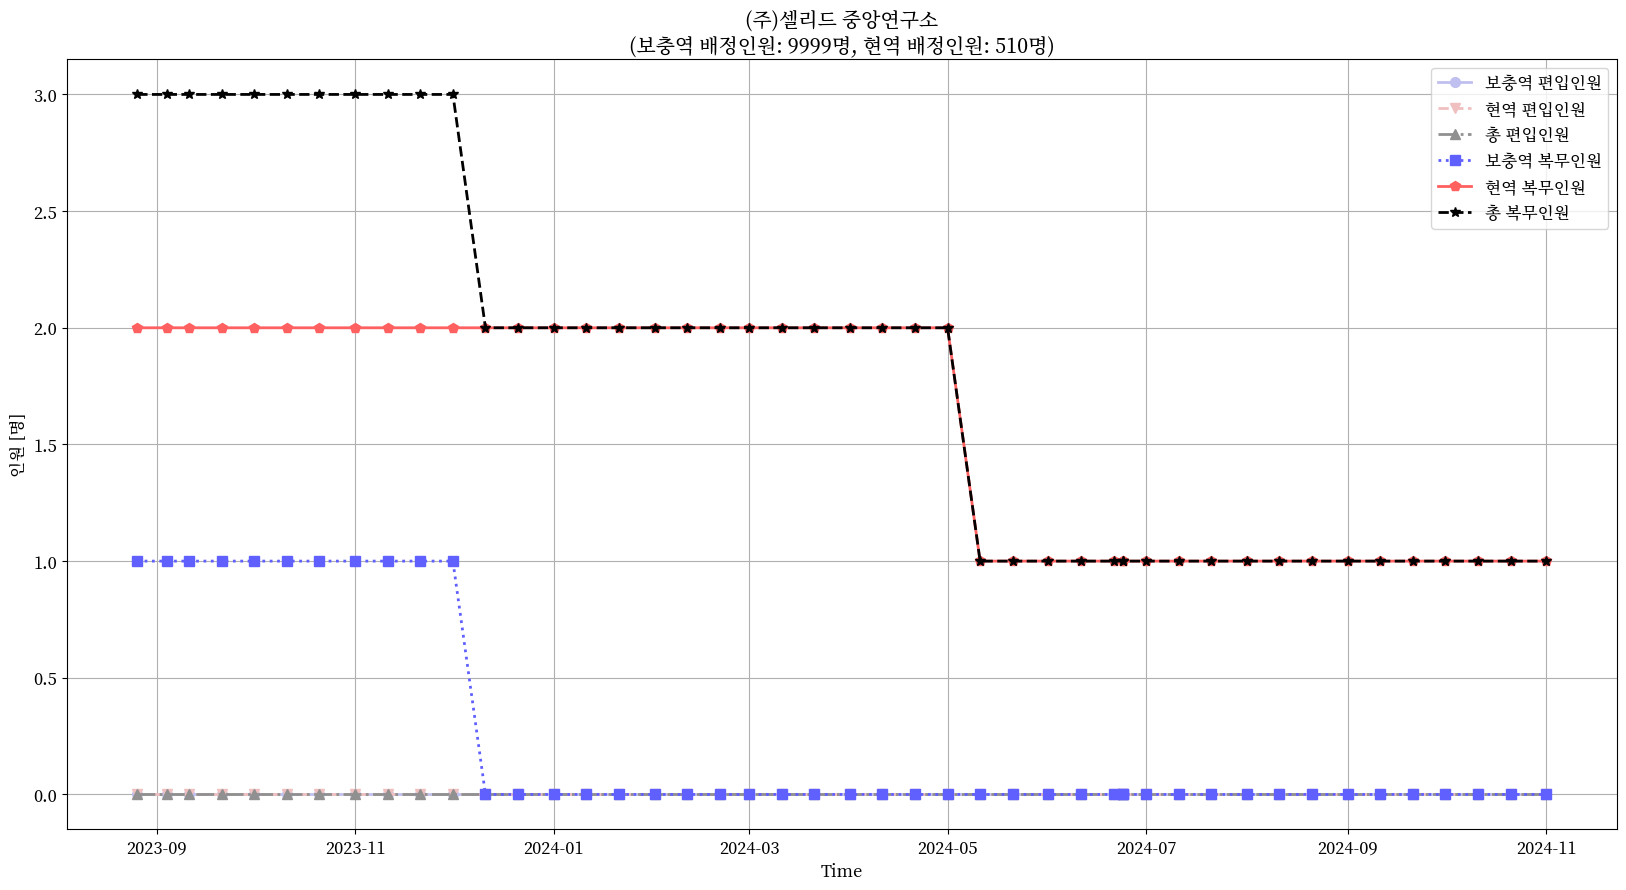 (주)셀리드 중앙연구소
(보충역 배정인원: 9999명, 현역 배정인원: 510명)
보충역 편입인원
현역 편입인원
총 편입인원
보충역 복무인원
현역 복무인원
총 복무인원
3.0
2.5
2.0
1.5
1.0
0.5
0.0
인원 [명]
2023-09
2023-11
2024-01
2024-03
2024-05
2024-07
2024-09
2024-11
Time